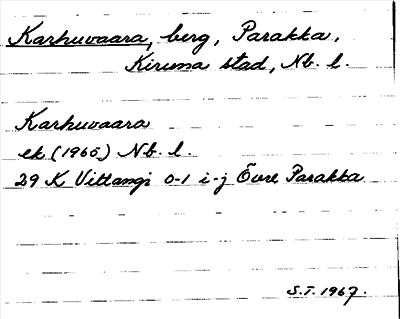 Karhuvaara, berg, Parakka,
Kiruna stad, Nb. l.
Karhuvaara
ek (1965) Nb. l.
29 K Vittangi 0-1 i-j Övre Parakka
S.T. 1967.